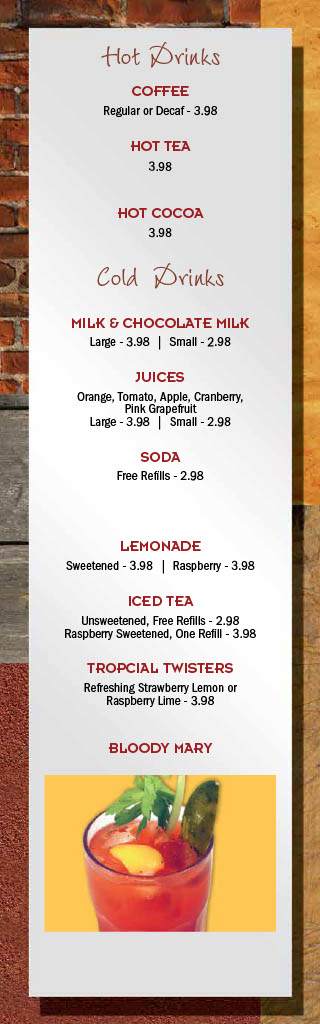 Hot Drinks
COFFEE
Regular or Decaf - 3.98
HOT TEA
3.98
HOT COCOA
3.98
Cold Drinks
MILK & CHOCOLATE MILK
Large - 3.98 | Small - 2.98
JUICES
Orange, Tomato, Apple, Cranberry,
Pink Grapefruit
Large - 3.98 | Small - 2.98
SODA
Free Refills - 2.98
LEMONADE
Sweetened - 3.98 | Raspberry - 3.98
ICED TEA
Unsweetened, Free Refills - 2.98
Raspberry Sweetened, One Refill - 3.98
TROPCIAL TWISTERS
Refreshing Strawberry Lemon or
Raspberry Lime - 3.98
BLOODY MARY